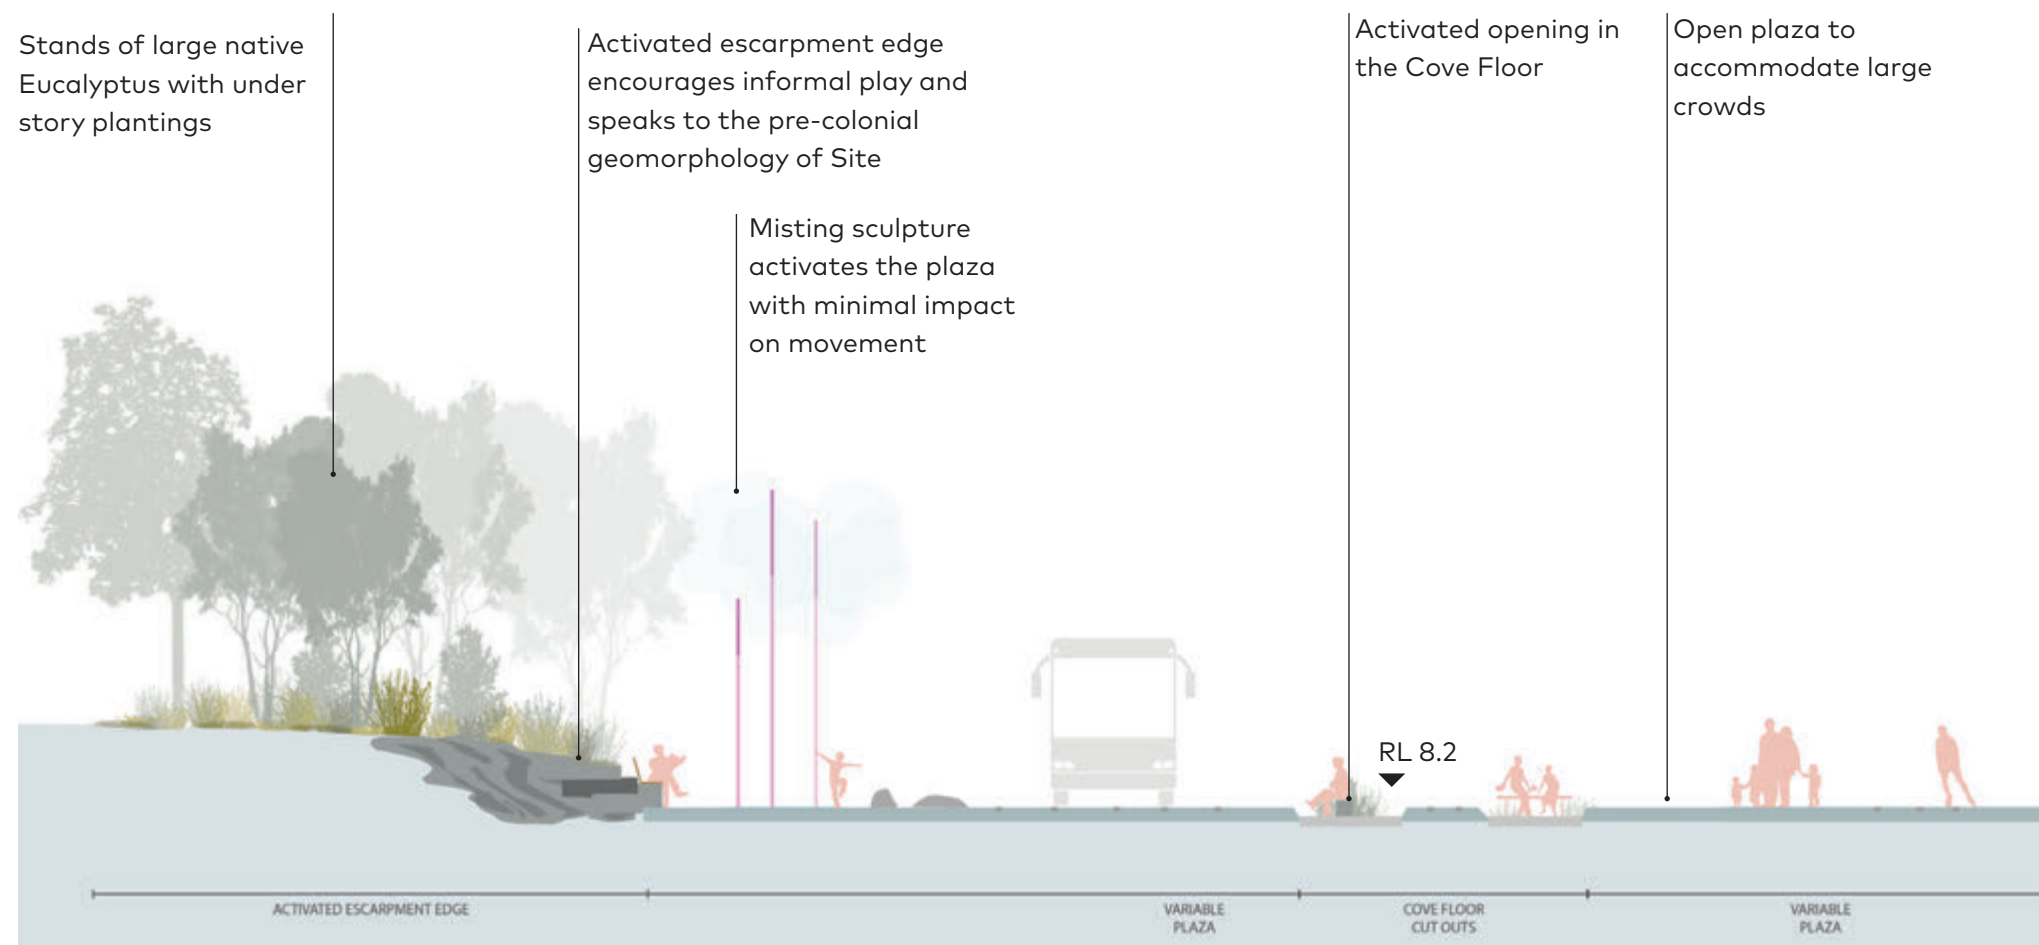 Stands of large native
Eucalyptus with under
story plantings
Activated escarpment edge
encourages informal play and
speaks to the pre-colonial
geomorphology of Site
Misting sculpture
activates the plaza
with minimal impact
on movement
Activated opening in
the Cove Floor
Open plaza to
accommodate large
crowds
RL 8.2
ACTIVATED ESCARPMENT EDGE
VARIABLE
PLAZA
COVE FLOOR
CUT OUTS
VARIABLE
PLAZA